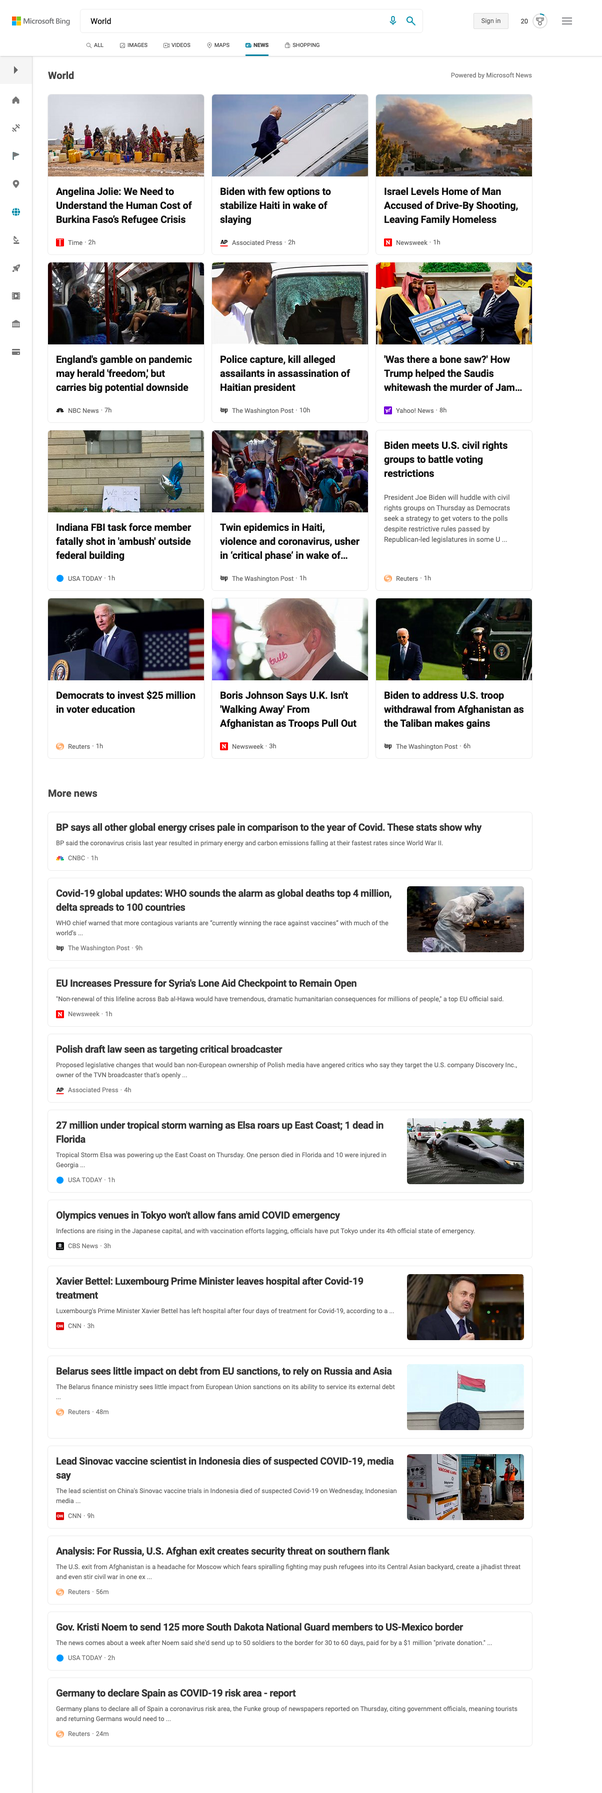 Microsoft Bing
World
Sign in
20
ALL
IMAGES
VIDEOS
MAPS
NEWS
SHOPPING
World
Powered by Microsoft News
Angelina Jolie: We Need to
Understand the Human Cost of
Burkina Faso's Refugee Crisis
Time · 2h
Biden with few options to
stabilize Haiti in wake of
slaying
AP Associated Press · 2h
Israel Levels Home of Man
Accused of Drive-By Shooting,
Leaving Family Homeless
N Newsweek · 1h
England's gamble on pandemic
may herald 'freedom,' but
carries big potential downside
NBC News · 7h
Police capture, kill alleged
assailants in assassination of
Haitian president
wp The Washington Post · 10h
'Was there a bone saw?' How
Trump helped the Saudis
whitewash the murder of Jam...
Yahoo! News · 8h
Indiana FBI task force member
fatally shot in 'ambush' outside
federal building
USA TODAY · 1h
Twin epidemics in Haiti,
violence and coronavirus, usher
in 'critical phase' in wake of...
wp The Washington Post · 1h
Biden meets U.S. civil rights
groups to battle voting
restrictions
President Joe Biden will huddle with civil
rights groups on Thursday as Democrats
seek a strategy to get voters to the polls
despite restrictive rules passed by
Republican-led legislatures in some U ...
Reuters · 1h
Democrats to invest $25 million
in voter education
Reuters · 1h
bulb
Boris Johnson Says U.K. Isn't
'Walking Away' From
Afghanistan as Troops Pull Out
N Newsweek · 3h
Biden to address U.S. troop
withdrawal from Afghanistan as
the Taliban makes gains
wp The Washington Post · 6h
More news
BP says all other global energy crises pale in comparison to the year of Covid. These stats show why
BP said the coronavirus crisis last year resulted in primary energy and carbon emissions falling at their fastest rates since World War II.
CNBC · 1h
Covid-19 global updates: WHO sounds the alarm as global deaths top 4 million,
delta spreads to 100 countries
WHO chief warned that more contagious variants are "currently winning the race against vaccines" with much of the
world's ...
wp The Washington Post · 9h
EU Increases Pressure for Syria's Lone Aid Checkpoint to Remain Open
"Non-renewal of this lifeline across Bab al-Hawa would have tremendous, dramatic humanitarian consequences for millions of people," a top EU official said.
N Newsweek · 1h
Polish draft law seen as targeting critical broadcaster
Proposed legislative changes that would ban non-European ownership of Polish media have angered critics who say they target the U.S. company Discovery Inc.,
owner of the TVN broadcaster that's openly ...
AP Associated Press · 4h
27 million under tropical storm warning as Elsa roars up East Coast; 1 dead in
Florida
Tropical Storm Elsa was powering up the East Coast on Thursday. One person died in Florida and 10 were injured in
Georgia ...
USA TODAY · 1h
Olympics venues in Tokyo won't allow fans amid COVID emergency
Infections are rising in the Japanese capital, and with vaccination efforts lagging, officials have put Tokyo under its 4th official state of emergency.
CBS News · 3h
Xavier Bettel: Luxembourg Prime Minister leaves hospital after Covid-19
treatment
Luxembourg's Prime Minister Xavier Bettel has left hospital after four days of treatment for Covid-19, according to a ...
CNN · 3h
Belarus sees little impact on debt from EU sanctions, to rely on Russia and Asia
The Belarus finance ministry sees little impact from European Union sanctions on its ability to service its external debt
...
Reuters · 48m
Lead Sinovac vaccine scientist in Indonesia dies of suspected COVID-19, media
say
The lead scientist on China's Sinovac vaccine trials in Indonesia died of suspected Covid-19 on Wednesday, Indonesian
media ...
CNN · 9h
Analysis: For Russia, U.S. Afghan exit creates security threat on southern flank
The U.S. exit from Afghanistan is a headache for Moscow which fears spiralling fighting may push refugees into its Central Asian backyard, create a jihadist threat
and even stir civil war in one ex ...
Reuters · 56m
Gov. Kristi Noem to send 125 more South Dakota National Guard members to US-Mexico border
The news comes about a week after Noem said she'd send up to 50 soldiers to the border for 30 to 60 days, paid for by a $1 million "private donation." ...
USA TODAY · 2h
Germany to declare Spain as COVID-19 risk area - report
Germany plans to declare all of Spain a coronavirus risk area, the Funke group of newspapers reported on Thursday, citing government officials, meaning tourists
and returning Germans would need to ...
Reuters · 24m